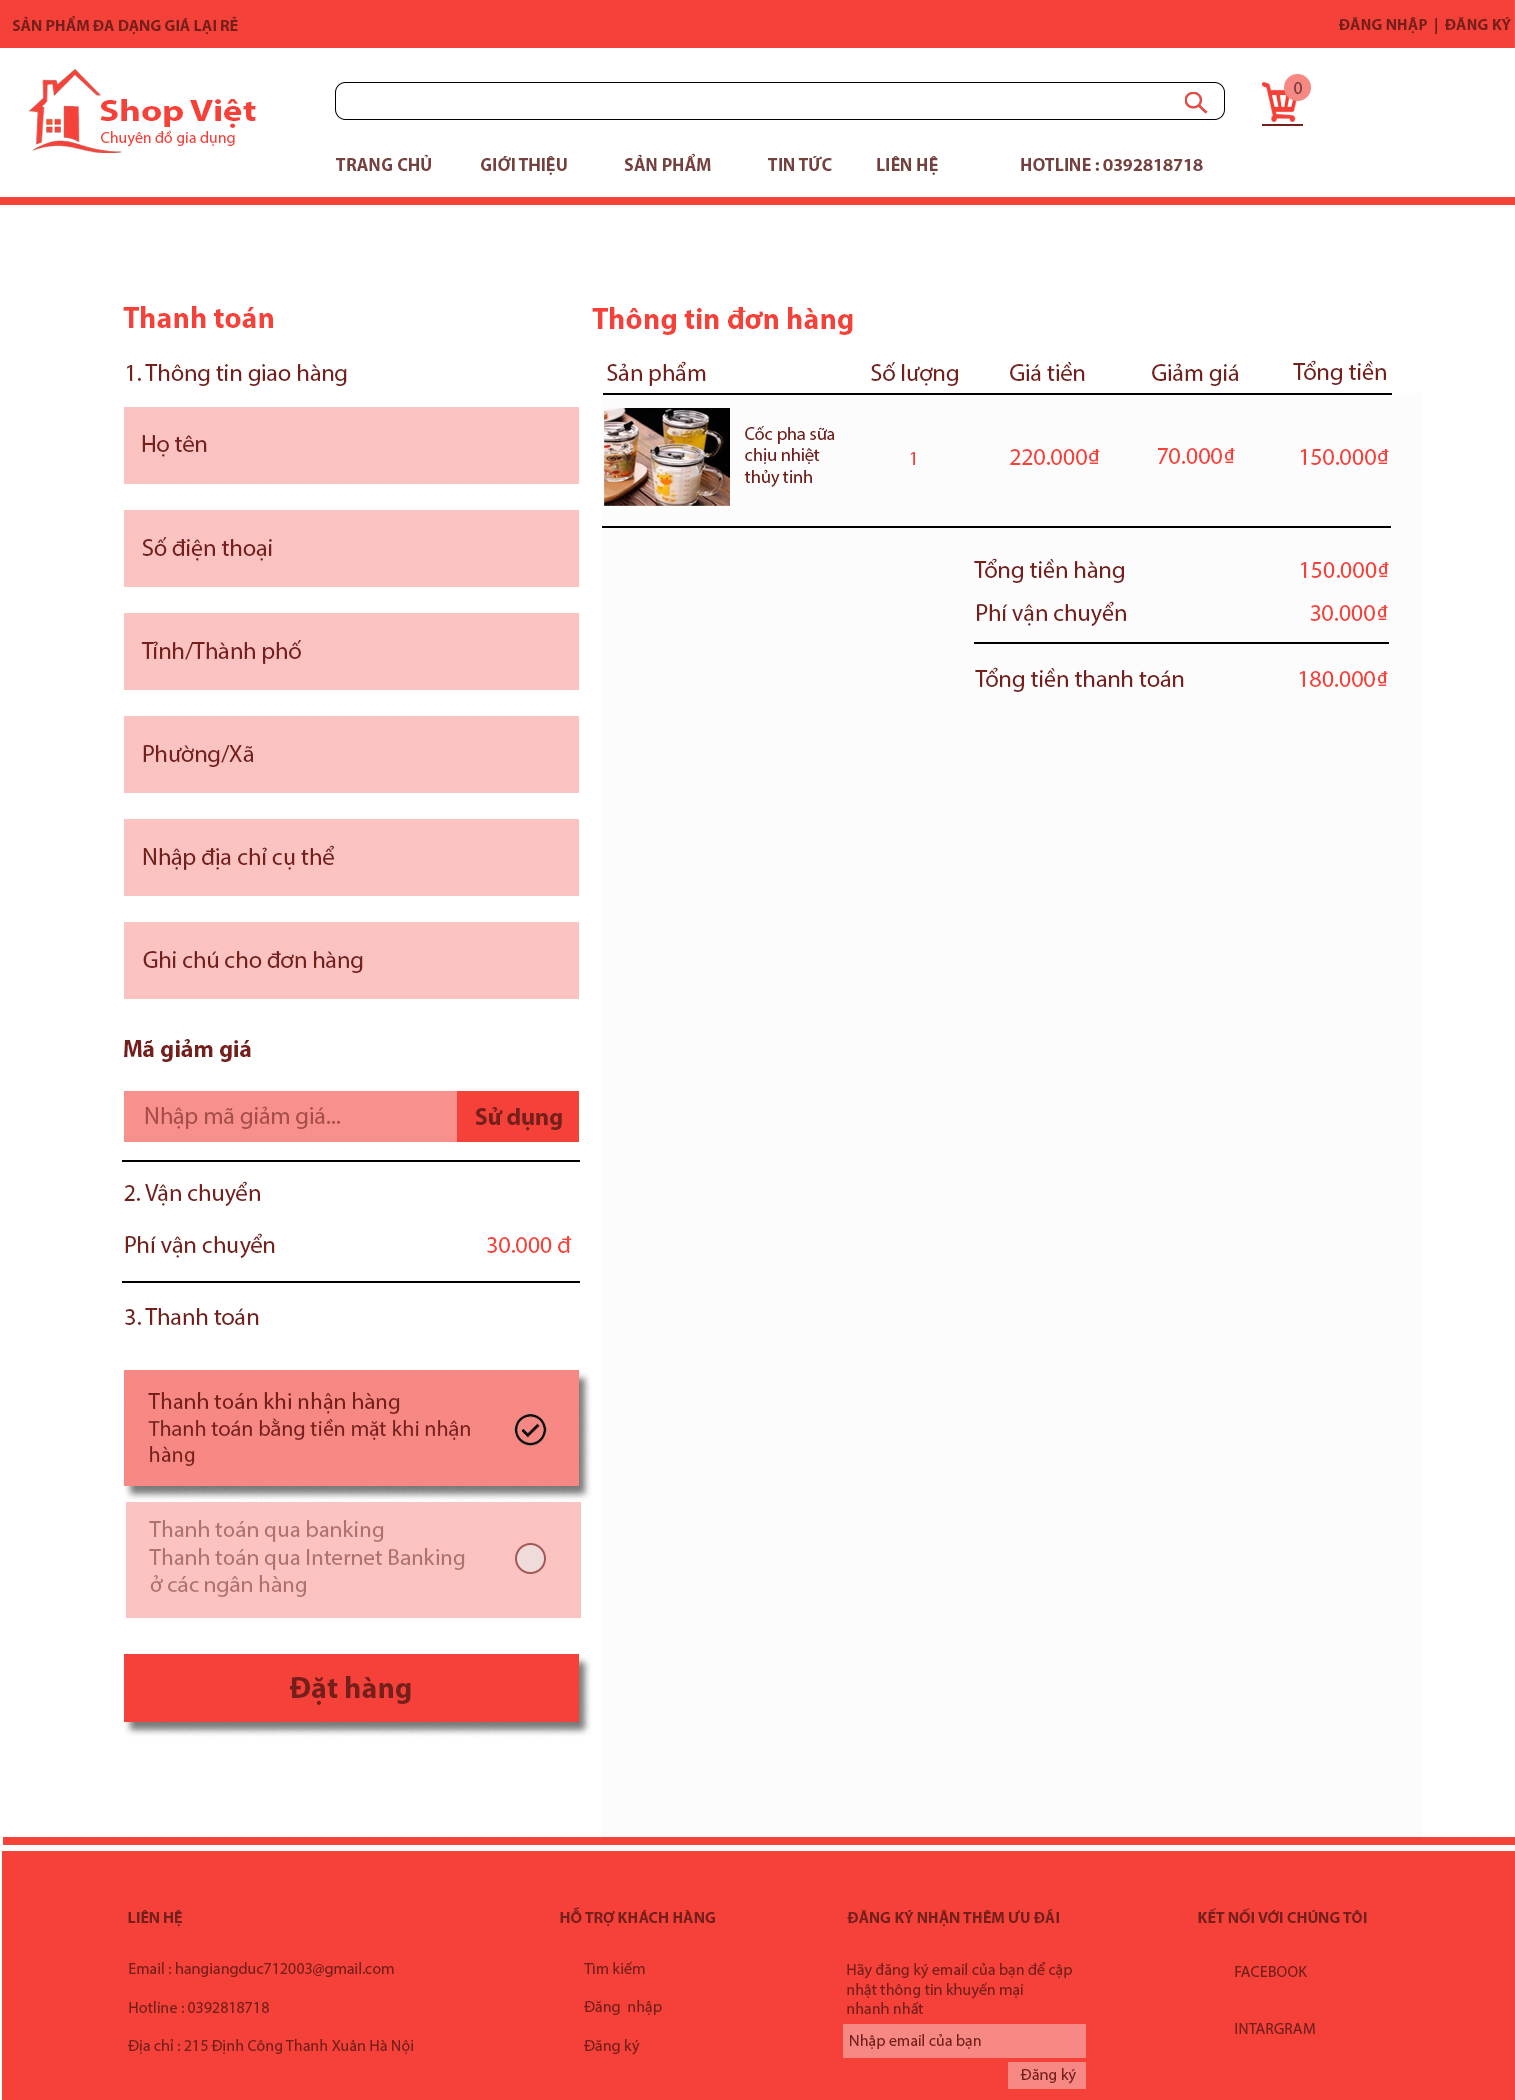 SẢN PHẨM ĐA DẠNG GIÁ LẠI RẺ
ĐĂNG NHẬP | ĐĂNG KÝ
Shop Việt
Chuyên đồ gia dụng
0
TRANG CHỦ GIỚI THIỆU SẢN PHẨM TIN TỨC LIÊN HỆ HOTLINE : 0392818718
Thanh toán
1. Thông tin giao hàng
Họ tên
Số điện thoại
Tỉnh/Thành phố
Phường/Xã
Nhập địa chỉ cụ thể
Ghi chú cho đơn hàng
Mã giảm giá
Nhập mã giảm giá...
Sử dụng
2. Vận chuyển
Phí vận chuyển 30.000 đ
3. Thanh toán
Thanh toán khi nhận hàng
Thanh toán bằng tiền mặt khi nhận
hàng
Thanh toán qua banking
Thanh toán qua Internet Banking
ở các ngân hàng
Đặt hàng
Thông tin đơn hàng
Sản phẩm Số lượng Giá tiền Giảm giá Tổng tiền
Cốc pha sữa
chịu nhiệt
thủy tinh
1 220.000₫ 70.000₫ 150.000₫
Tổng tiền hàng 150.000₫
Phí vận chuyển 30.000₫
Tổng tiền thanh toán 180.000₫
LIÊN HỆ
Email : hangiangduc712003@gmail.com
Hotline : 0392818718
Địa chỉ : 215 Định Công Thanh Xuân Hà Nội
HỖ TRỢ KHÁCH HÀNG
Tìm kiếm
Đăng nhập
Đăng ký
ĐĂNG KÝ NHẬN THÊM ƯU ĐÃI
Hãy đăng ký email của bạn để cập
nhật thông tin khuyến mại
nhanh nhất
Nhập email của bạn
Đăng ký
KẾT NỐI VỚI CHÚNG TÔI
FACEBOOK
INTARGRAM